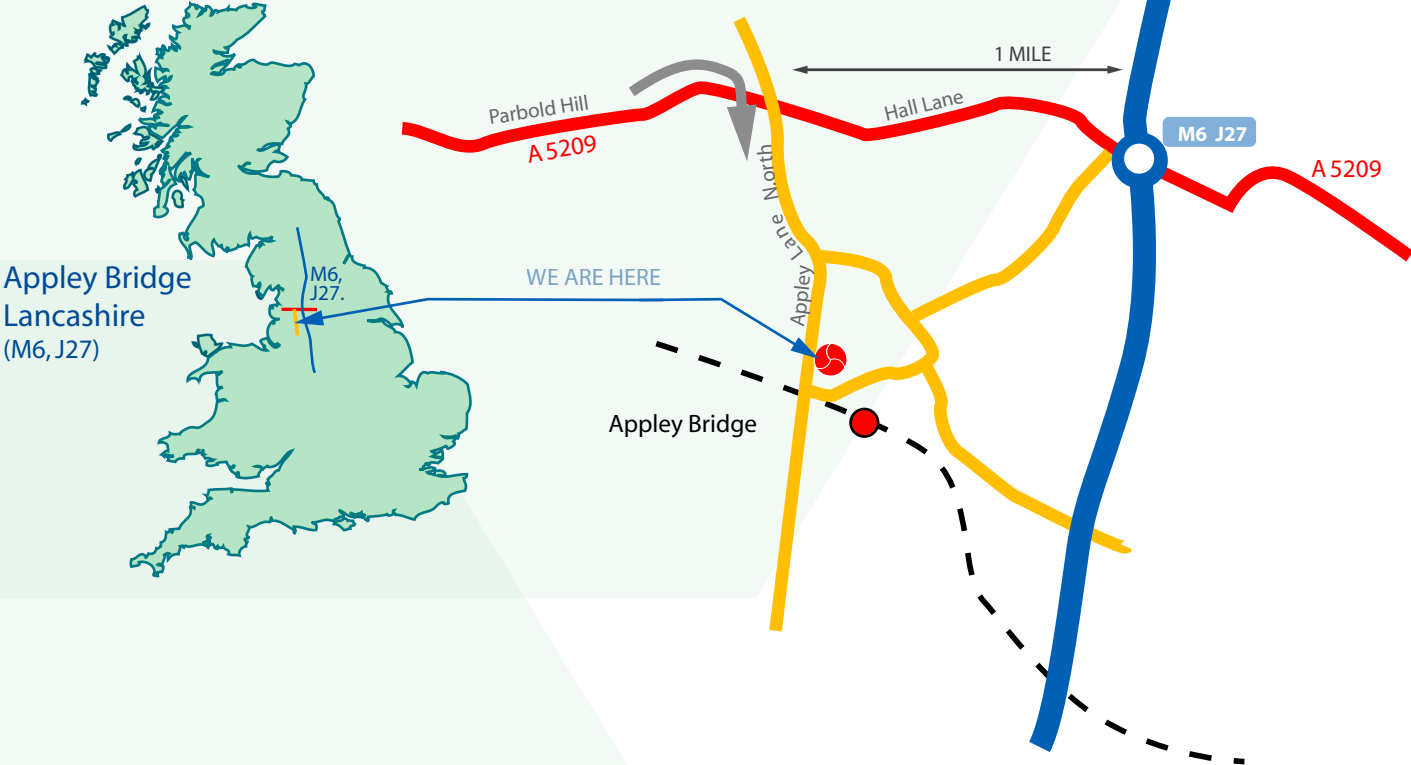 1 MILE
Parbold Hill
Hall Lane
A 5209
M6 J27
A 5209
Appley Lane North
Appley Bridge
Lancashire
(M6, J27)
M6,
J27.
WE ARE HERE
Appley Bridge